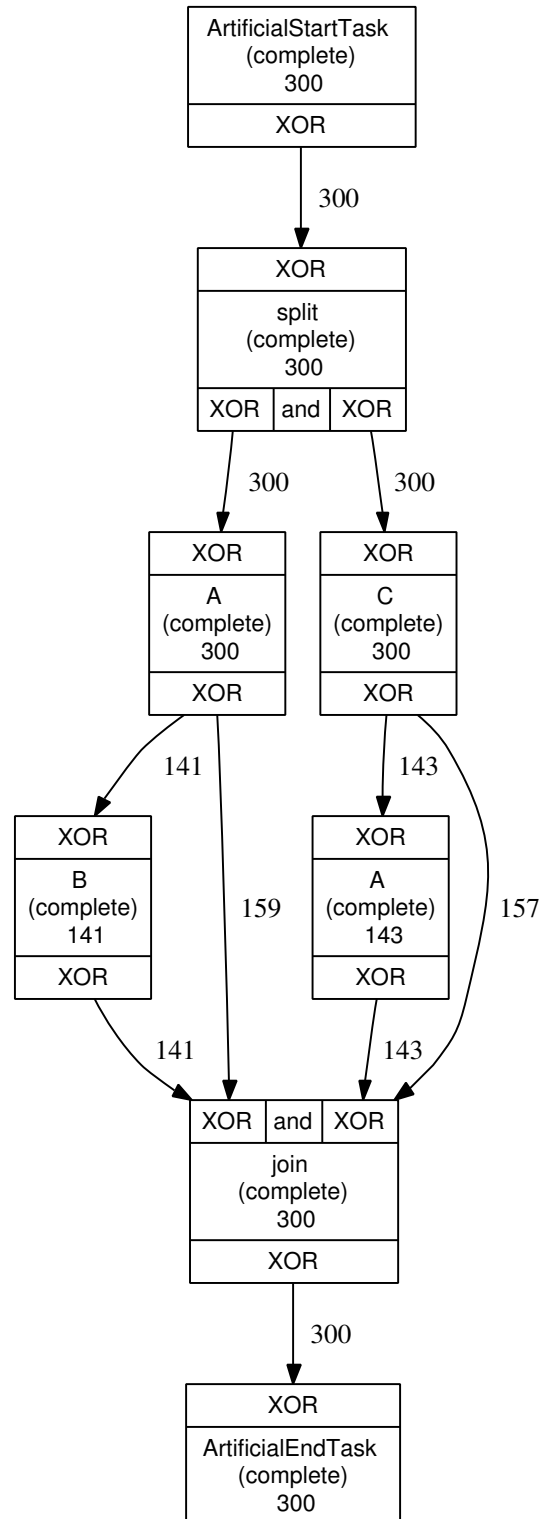 ArtificialStartTask
(complete)
300
XOR
300
XOR
split
(complete)
300
XOR and XOR
300 300
XOR XOR
A C
(complete) (complete)
300 300
XOR XOR
141 143
XOR XOR
B A
(complete) 159 (complete) 157
141 143
XOR XOR
141 143
XOR and XOR
join
(complete)
300
XOR
300
XOR
ArtificialEndTask
(complete)
300